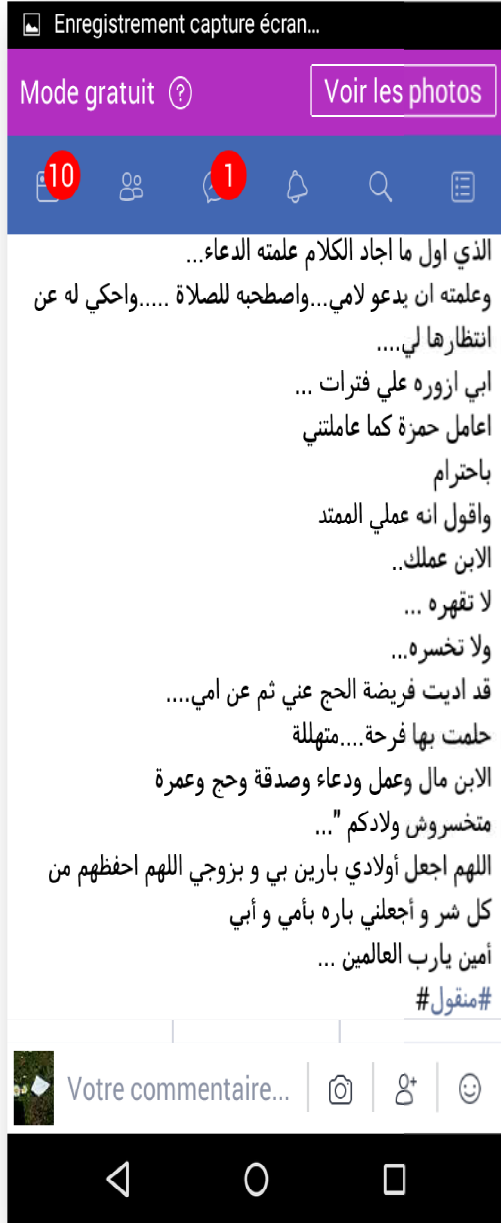 Enregistrement capture écran...
Mode gratuit ? Voir les photos
10 1
الذي اول ما اجاد الكلام علمته الدعاء...
وعلمته ان يدعو لامي...واصطحبه للصلاة .....واحكي له عن
انتظارها لي....
ابي ازوره علي فترات ...
اعامل حمزة كما عاملتني
باحترام
واقول انه عملي الممتد
الابن عملك..
لا تقهره ...
ولا تخسره...
قد اديت فريضة الحج عني ثم عن امي....
حلمت بها فرحة....متهللة
الابن مال وعمل ودعاء وصدقة وحج وعمرة
متخسروش ولادكم "...
اللهم اجعل أولادي بارين بي و بزوجي اللهم احفظهم من
كل شر و أجعلني باره بأمي و أبي
أمين يارب العالمين ...
#منقول#
Votre commentaire...